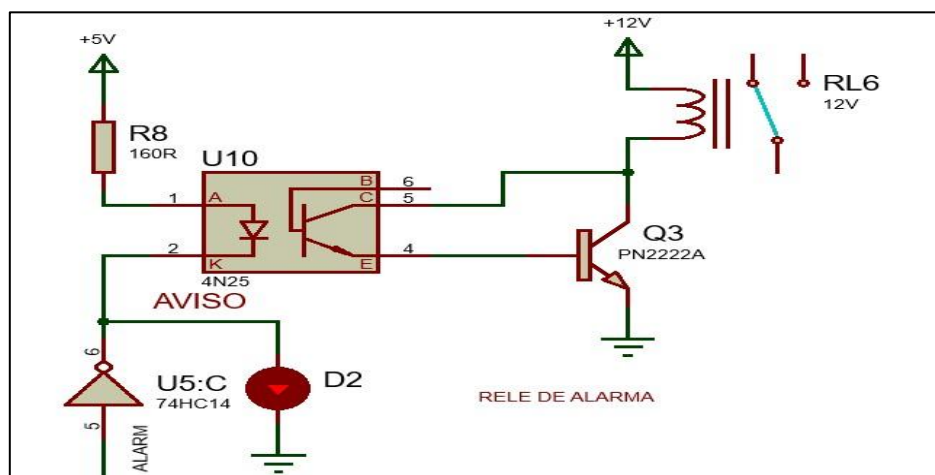 +5V
+12V
RL6
12V
R8
160R
U10
B
6
C
5
1
A
Q3
PN2222A
2
K
E
4
4N25
AVISO
6
U5:C
74HC14
D2
RELE DE ALARMA
5
ALARM